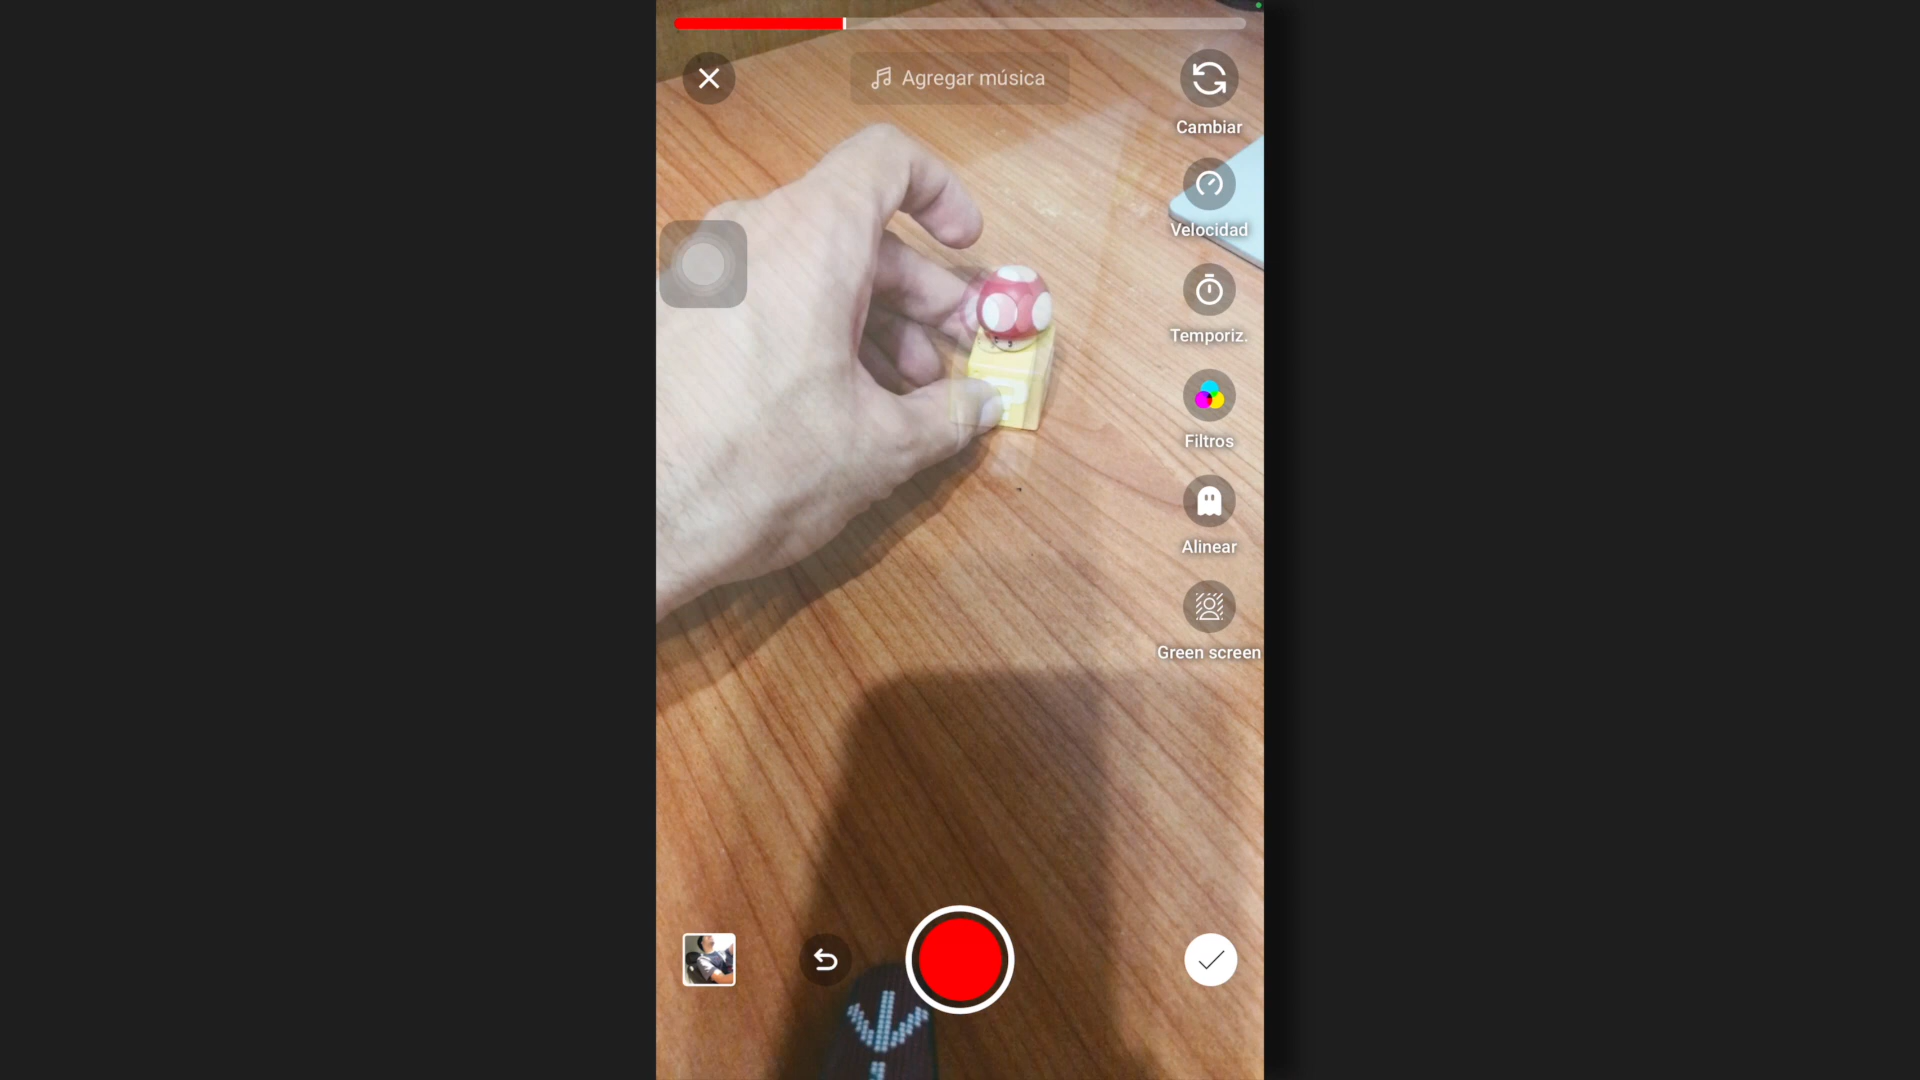 Agregar música
Cambiar
Velocidad
Temporiz.
Filtros
Alinear
Green screen